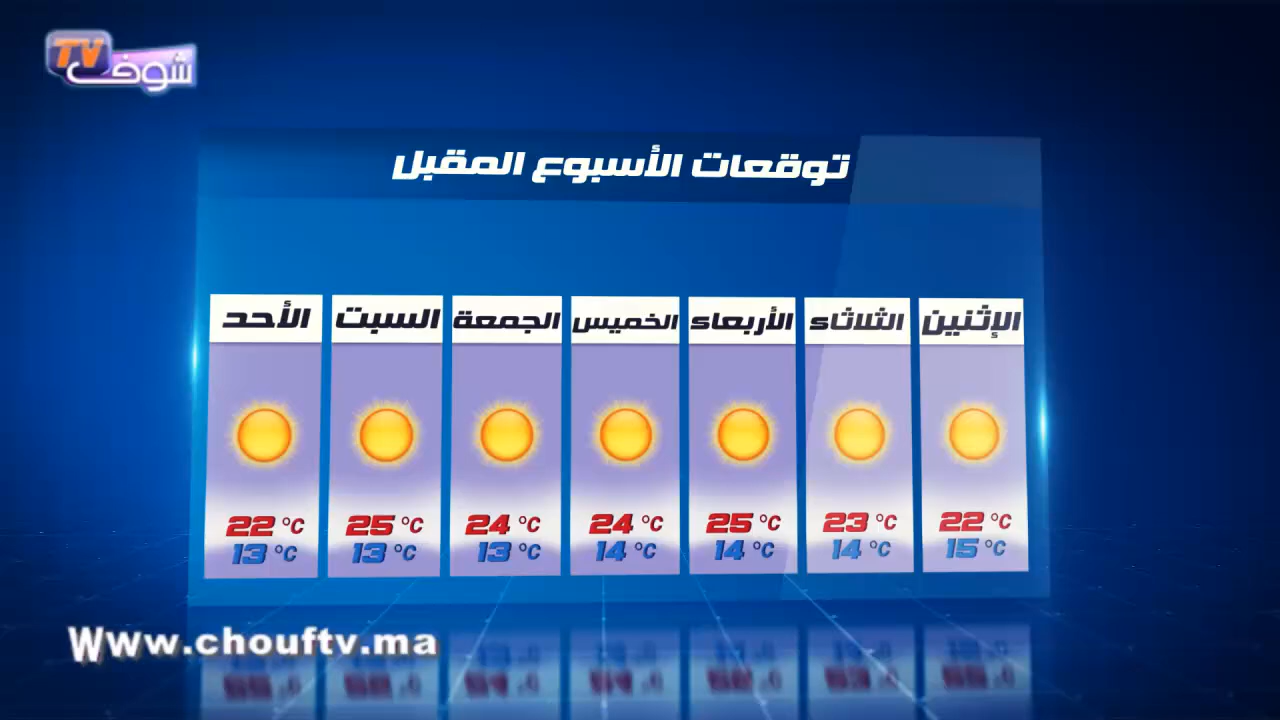 TV شوف
توقعات الأسبوع المقبل
الإثنين الثلاثاء الأربعاء الخميس الجمعة السبت الأحد
22 °C 23 °C 25 °C 24 °C 24 °C 25 °C 22 °C
15 °C 14 °C 14 °C 14 °C 13 °C 13 °C 13 °C
Www.chouftv.ma